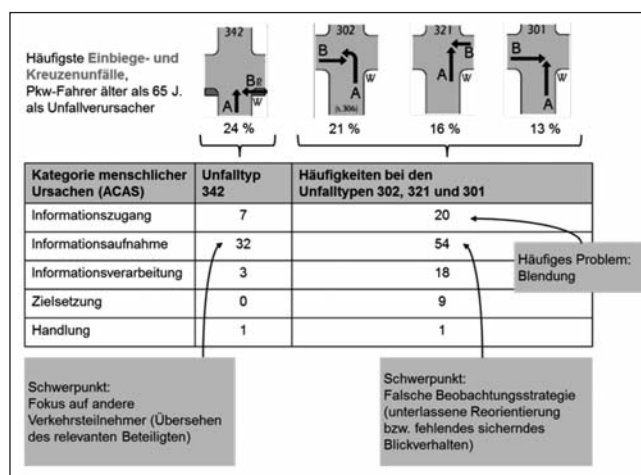 342
302
321
301
Häufigste Einbiege- und
Kreuzenunfälle,
Pkw-Fahrer älter als 65 J.
als Unfallverursacher
A
B R
W
B
A
W
(s. 306)
B
A
W
B
A
W
24 %
21 %
16 %
13 %
Kategorie menschlicher
Ursachen (ACAS)
Unfalltyp
342
Häufigkeiten bei den
Unfalltypen 302, 321 und 301
Informationszugang 7 20
Informationsaufnahme 32 54
Informationsverarbeitung 3 18
Zielsetzung 0 9
Handlung 1 1
Häufiges Problem:
Blendung
Schwerpunkt:
Fokus auf andere
Verkehrsteilnehmer (Übersehen
des relevanten Beteiligten)
Schwerpunkt:
Falsche Beobachtungsstrategie
(unterlassene Reorientierung
bzw. fehlendes sicherndes
Blickverhalten)